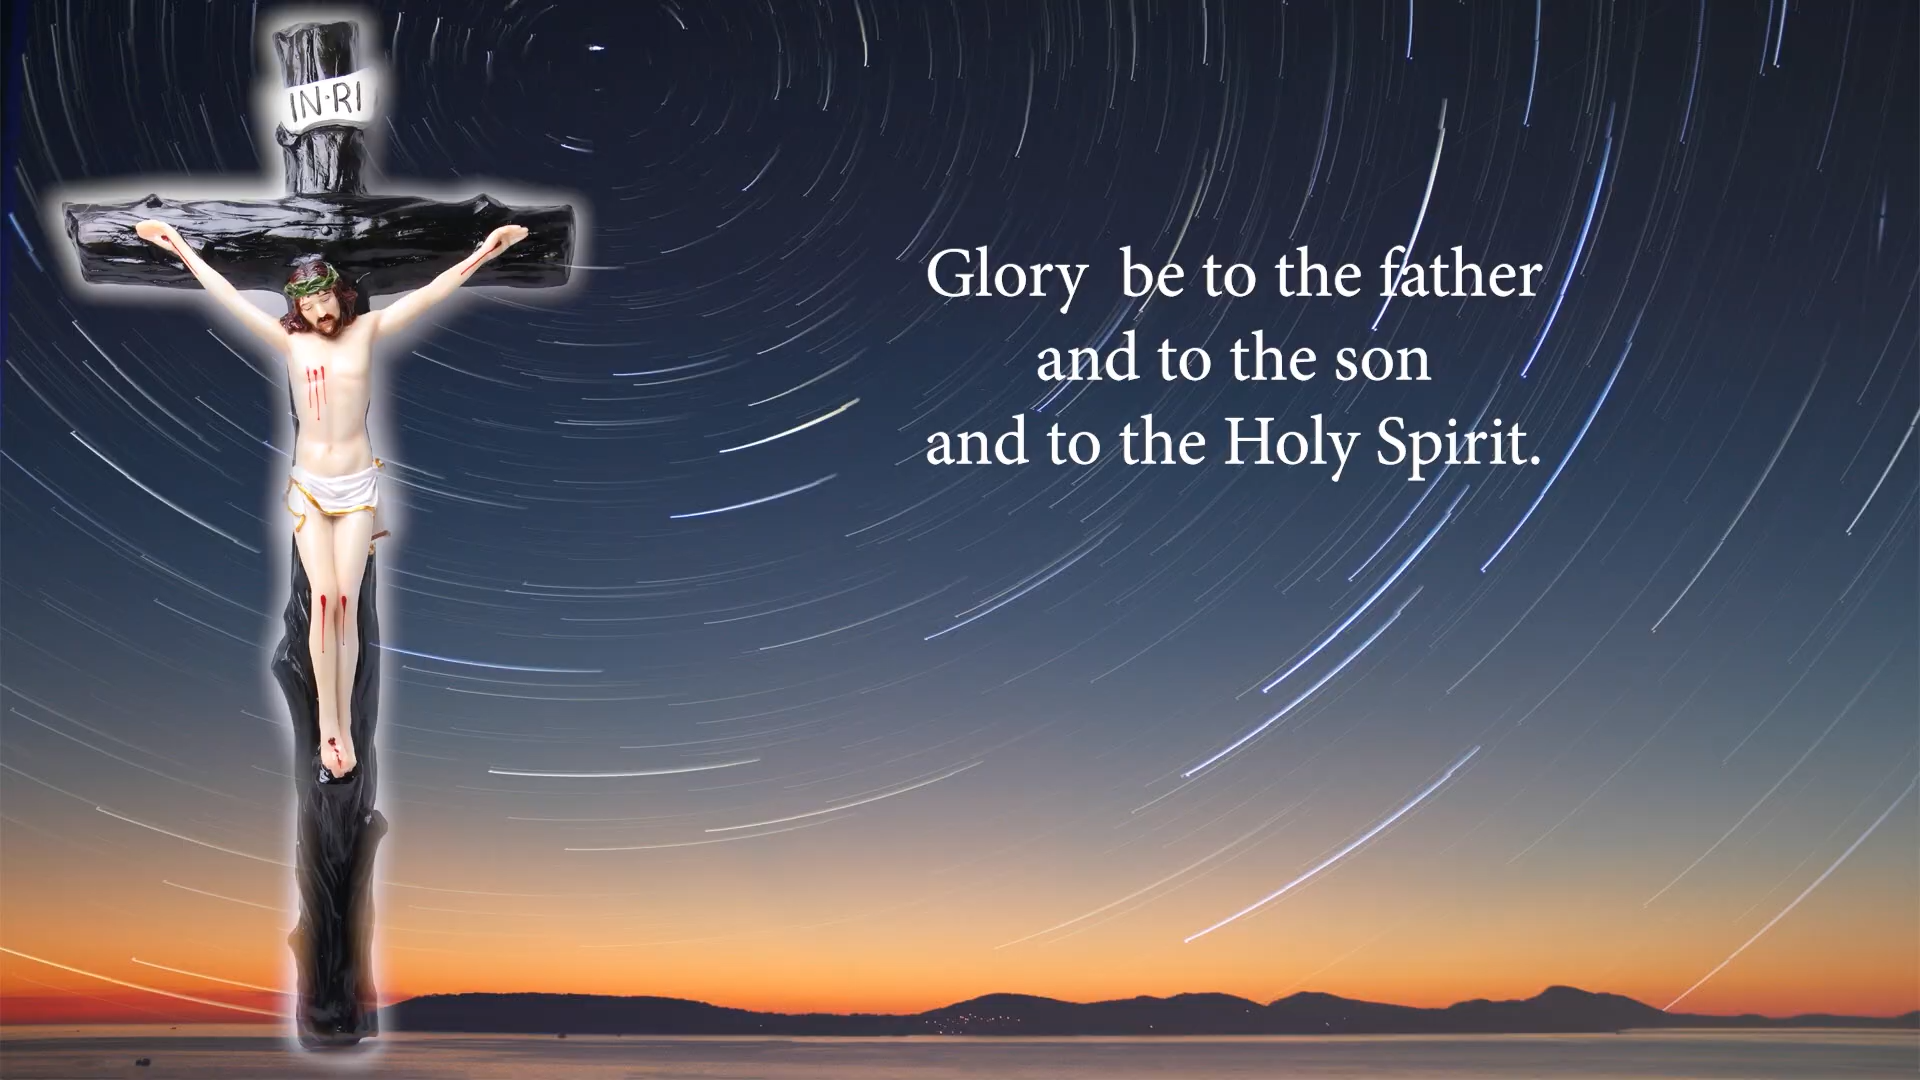 IN·RI
Glory be to the father
and to the son
and to the Holy Spirit.